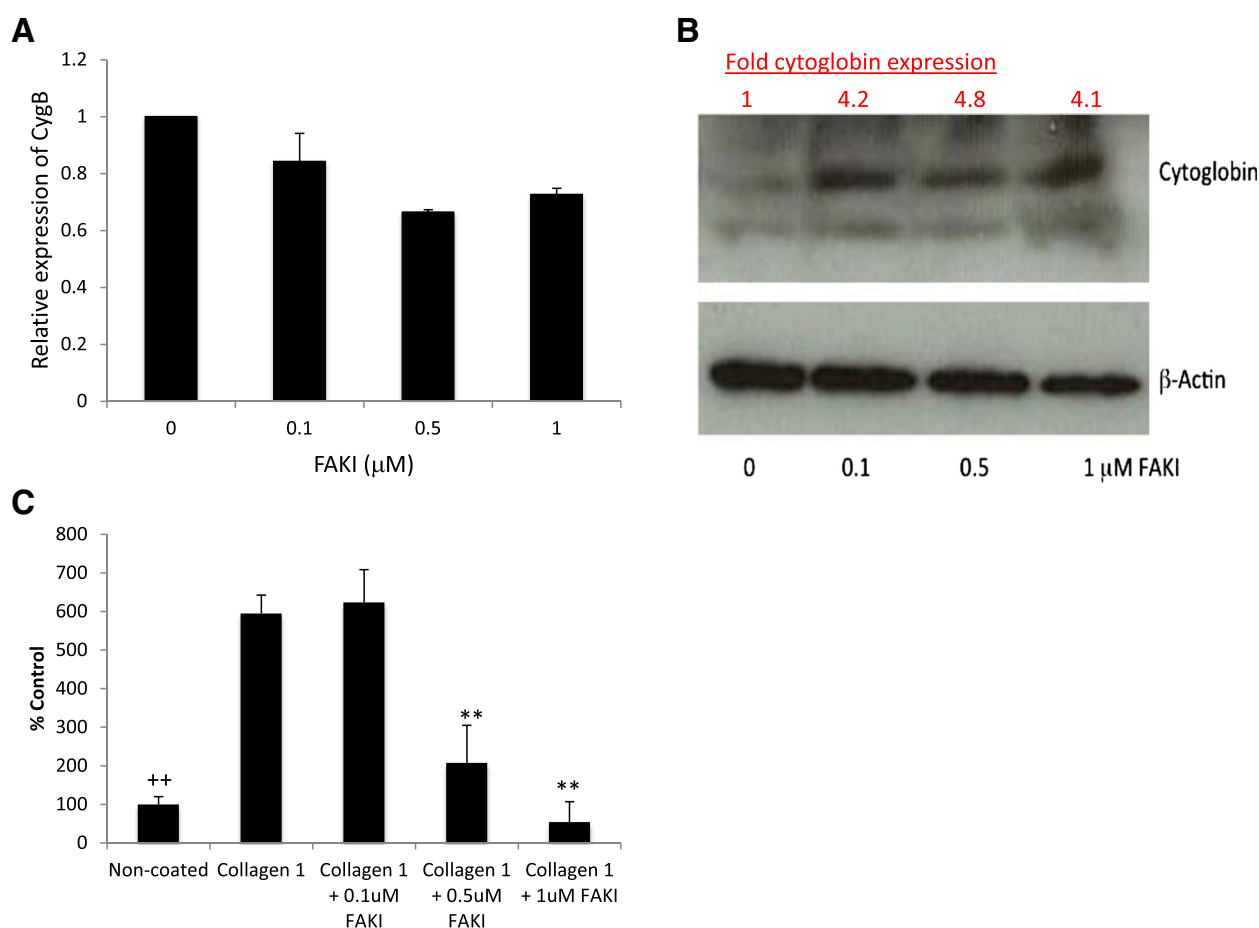 A
1.2
1
0.8
0.6
0.4
0.2
0
Relative expression of CygB
0 0.1 0.5 1
FAKI (μM)
B
Fold cytoglobin expression
1 4.2 4.8 4.1
Cytoglobin
β-Actin
0 0.1 0.5 1 μM FAKI
C
800
700
600
500
400
300
200
100
0
% Control
++
**
**
Non-coated Collagen 1 Collagen 1 Collagen 1 Collagen 1
+ 0.1uM + 0.5uM + 1uM FAKI
FAKI FAKI